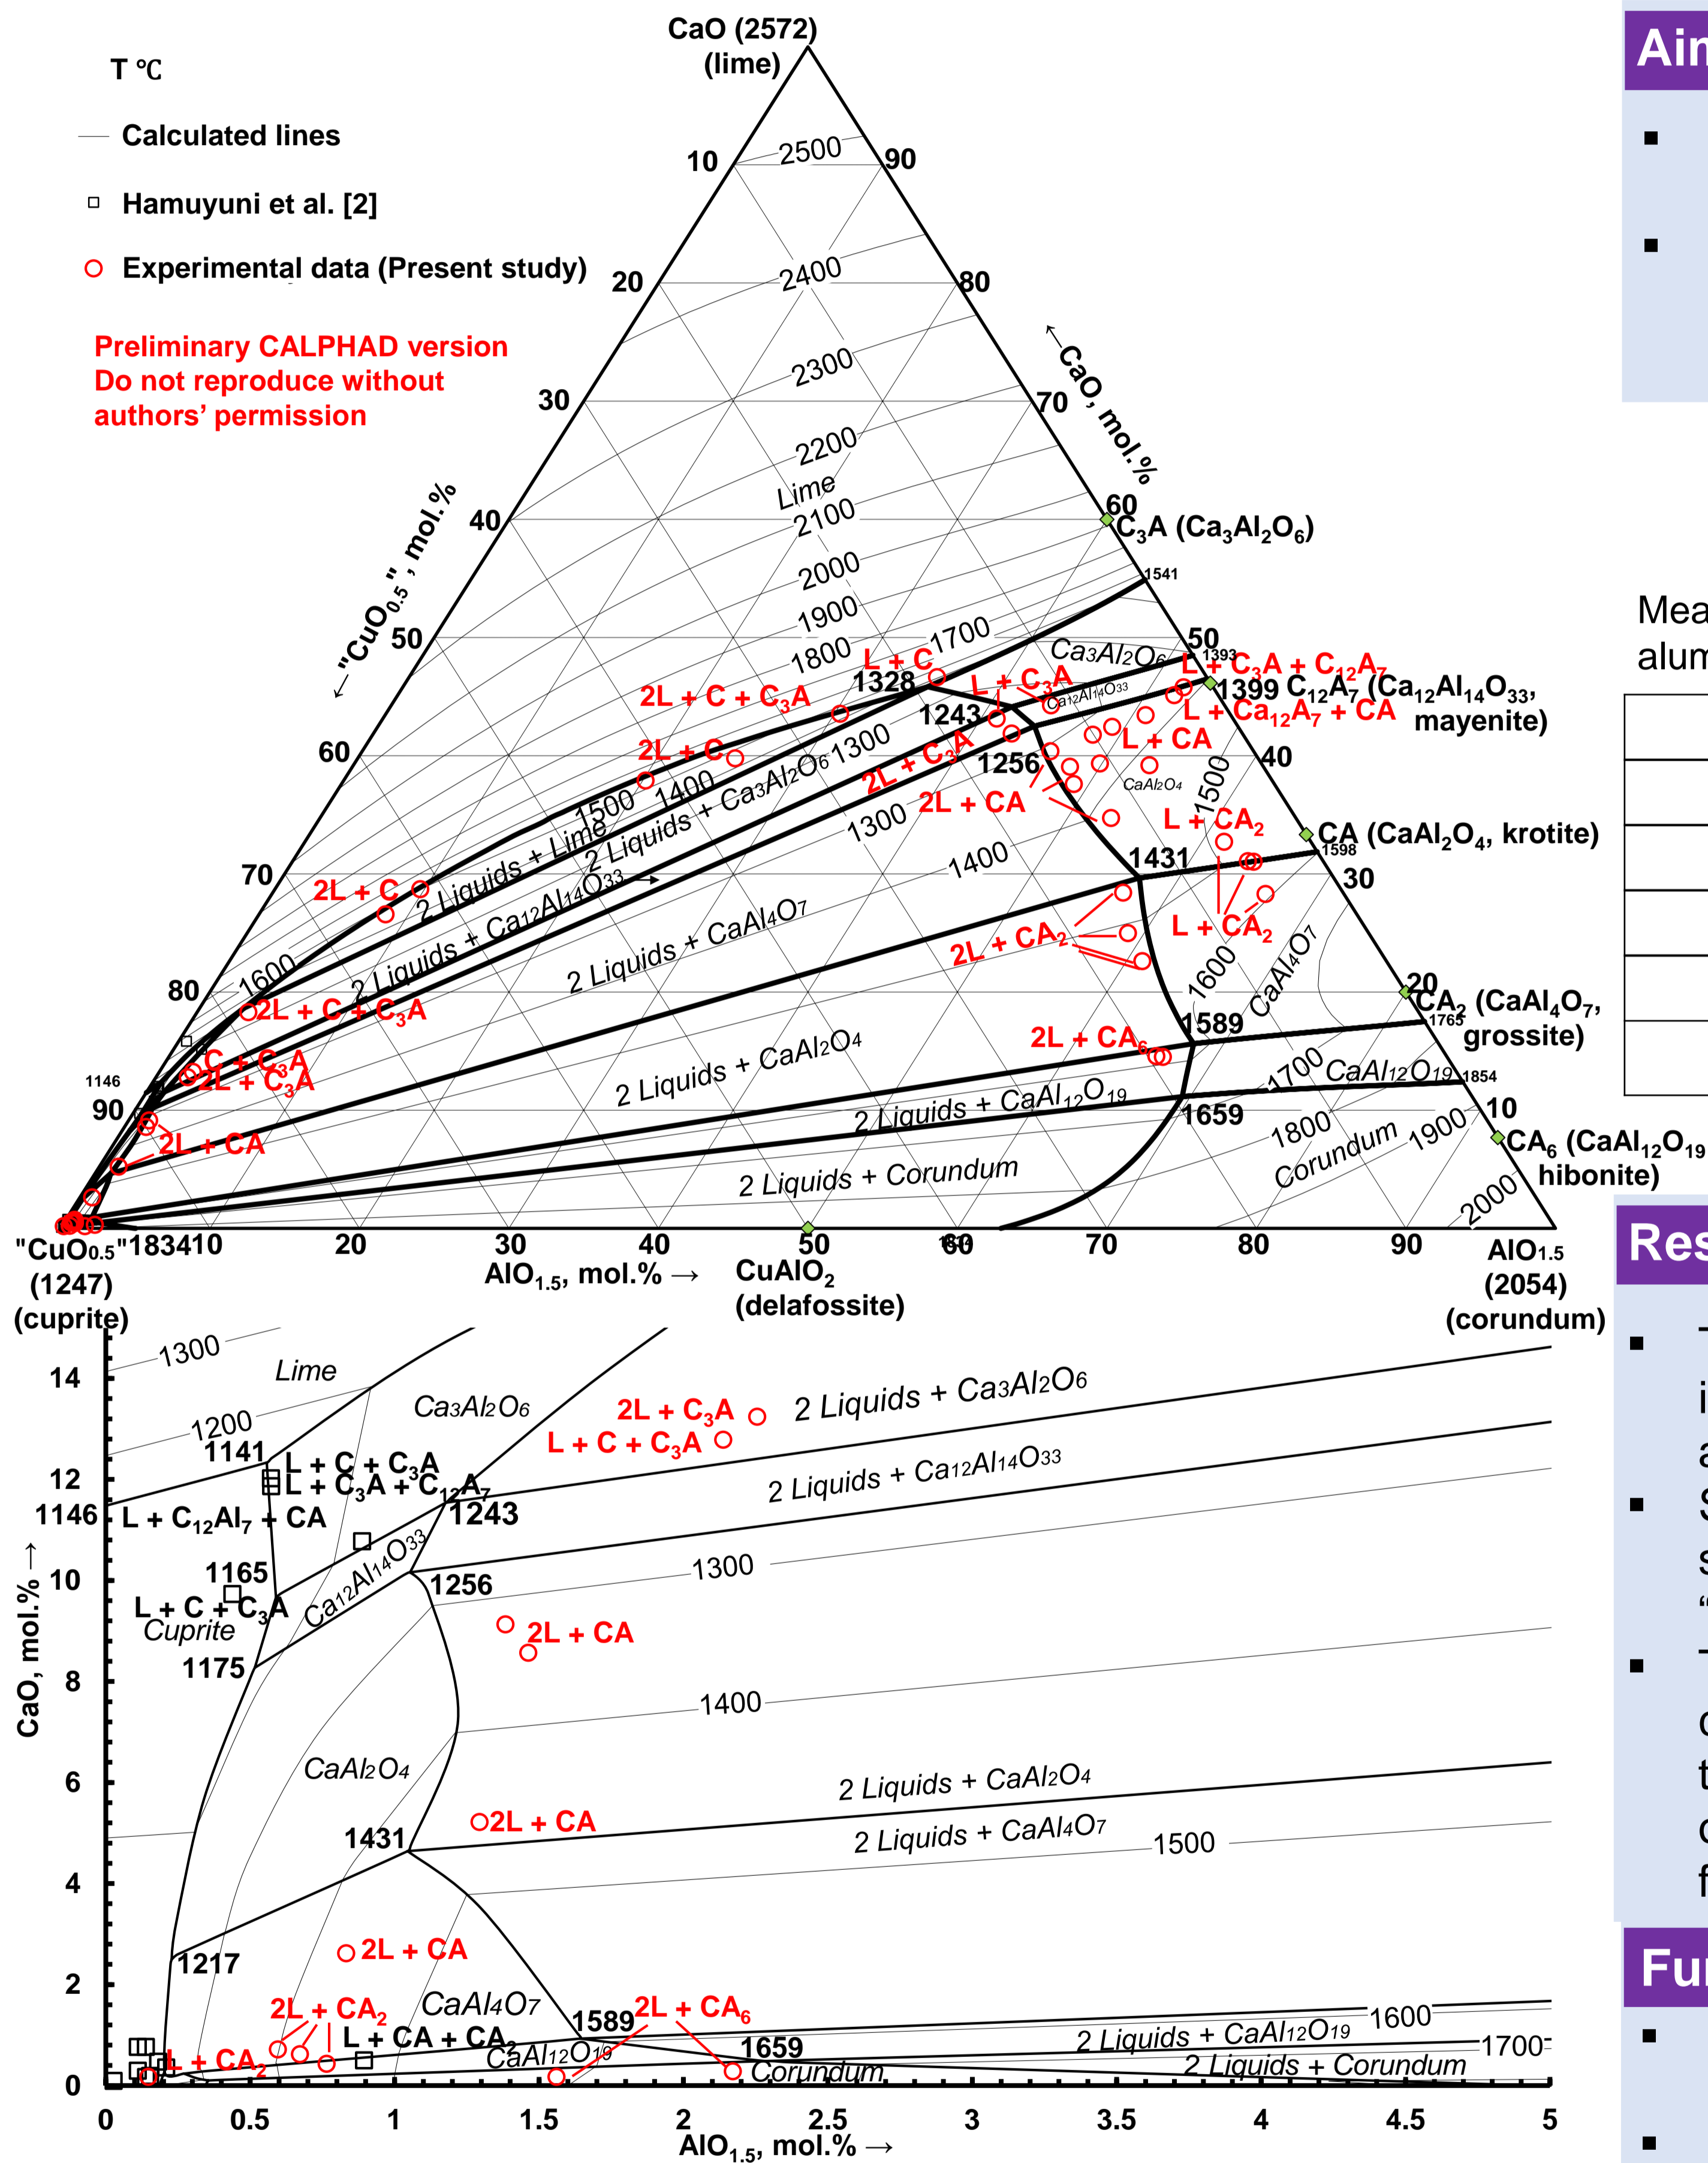 CaO (2572)
(lime)
T °C
Calculated lines
Hamuyuni et al. [2]
Experimental data (Present study)
Preliminary CALPHAD version
Do not reproduce without
authors’ permission
10
2500
90
20
2400
80
30
2300
70
←CaO, mol.%
2200
Lime
40
2100
60
C3A (Ca3Al2O6)
←"CuO0.5", mol.%
2000
1541
1900
50
1800
1700
50
L + C
Ca3Al2O6
1393
L + C3A + C12A7
1328
L + C3A
Ca12Al14O33
1399 C12A7 (Ca12Al14O33,
mayenite)
2L + C + C3A
1243
L + Ca12A7 + CA
60
2L + C
1300
2L + C3A
1256
L + CA
40
1500
1400
2 Liquids + Ca3Al2O6
2L + CA
CaAl2O4
1500
2 Liquids + Lime
1300
L + CA2
CA (CaAl2O4, krotite)
1598
70
2L + C
1400
1431
30
2 Liquids + Ca12Al14O33
2 Liquids + CaAl4O7
2L + CA2
L + CA2
1600
1600
CaAl4O7
80
20
2L + C + C3A
CA2 (CaAl4O7,
grossite)
1765
1589
2L + CA6
C + C3A
2L + C3A
2 Liquids + CaAl2O4
1146
1700
CaAl12O19
1854
90
2 Liquids + CaAl12O19
1659
10
2L + CA
1800
1900
Corundum
CA6 (CaAl12O19
hibonite)
2 Liquids + Corundum
2000
"CuO0.5"
1834
10
20
30
40
50
60
70
80
90
AlO1.5
(1247)
(cuprite)
AlO1.5, mol.% →
CuAlO2
(delafossite)
(2054)
(corundum)
14
1300
Lime
Ca3Al2O6
2L + C3A
2 Liquids + Ca3Al2O6
1200
L + C + C3A
1141
L + C + C3A
12
L + C3A + C12A7
2 Liquids + Ca12Al14O33
1146
L + C12Al7 + CA
1243
1165
Ca12Al14O33
1300
10
1256
L + C + C3A
Cuprite
2L + CA
1175
8
1400
CaO, mol.% →
CaAl2O4
6
2 Liquids + CaAl2O4
2L + CA
1431
2 Liquids + CaAl4O7
1500
4
1217
2L + CA
2
2L + CA2
CaAl4O7
1589
2L + CA6
1600
L + CA + CA2
1659
2 Liquids + CaAl12O19
1700
L + CA2
CaAl12O19
Corundum
2 Liquids + Corundum
0
0
0.5
1
1.5
2
2.5
3
3.5
4
4.5
5
AlO1.5, mol.% →